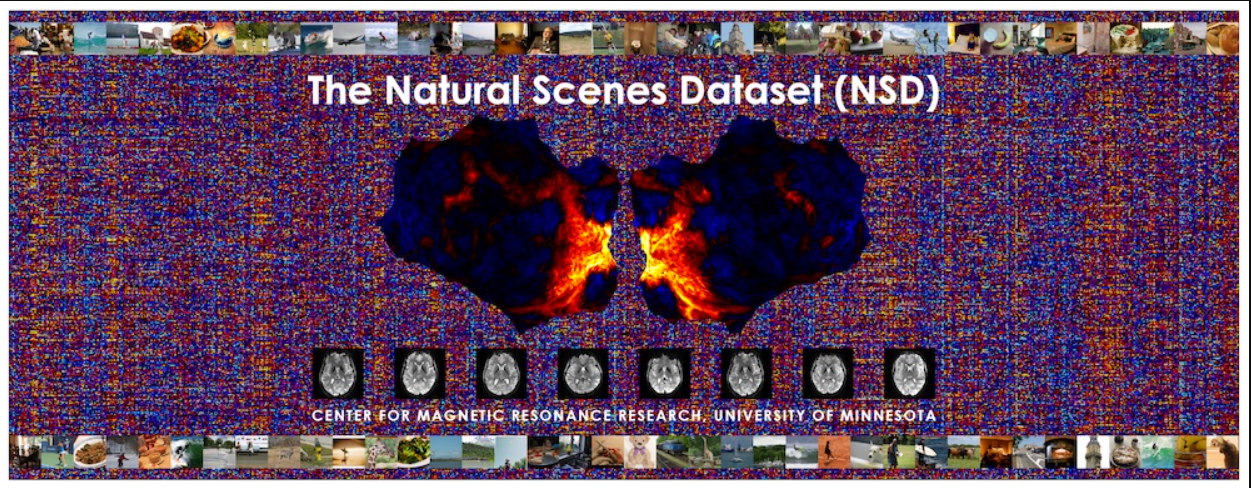 The Natural Scenes Dataset (NSD)
CENTER FOR MAGNETIC RESONANCE RESEARCH, UNIVERSITY OF MINNESOTA